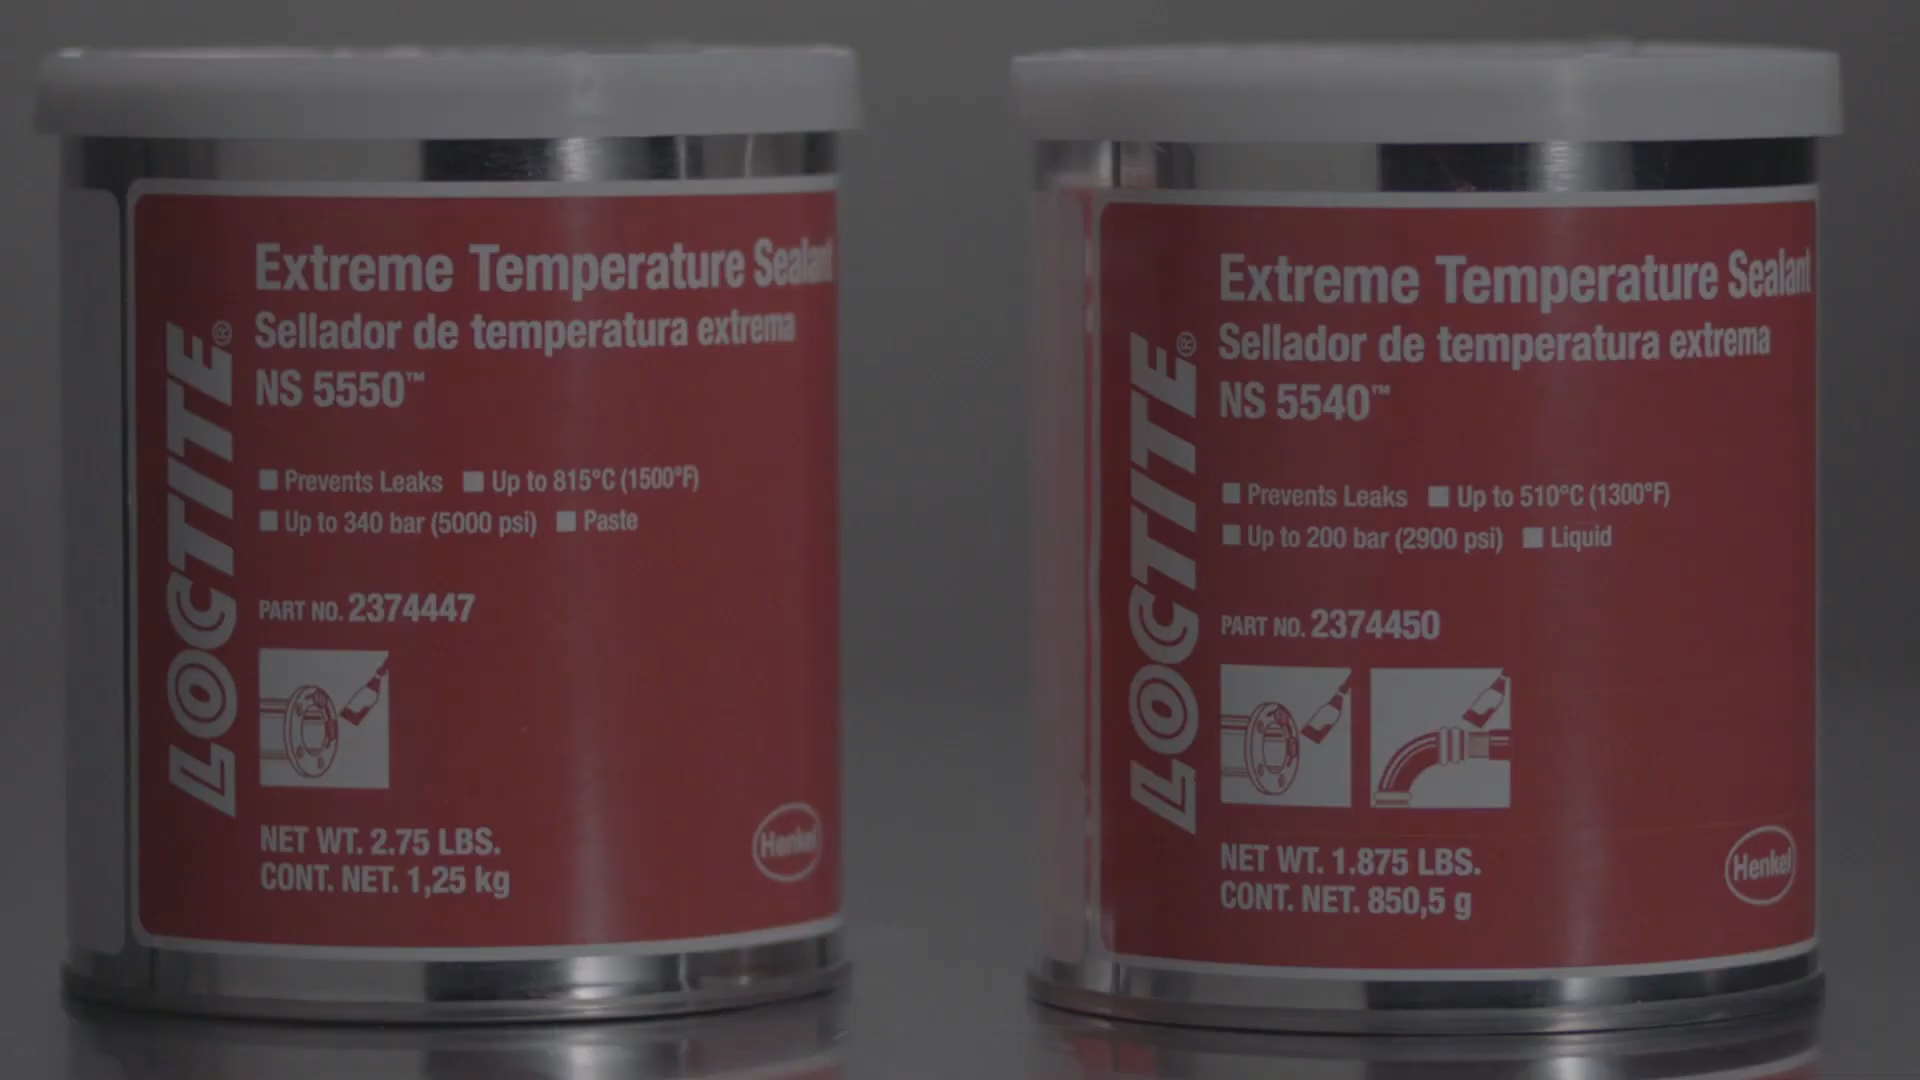 LOCTITE®
Extreme Temperature Sealant
Sellador de temperatura extrema
NS 5550™
Prevents Leaks Up to 815°C (1500°F)
Up to 340 bar (5000 psi) Paste
PART NO. 2374447
NET WT. 2.75 LBS.
CONT. NET. 1,25 kg
Henkel
LOCTITE®
Extreme Temperature Sealant
Sellador de temperatura extrema
NS 5540™
Prevents Leaks Up to 510°C (1300°F)
Up to 200 bar (2900 psi) Liquid
PART NO. 2374450
NET WT. 1.875 LBS.
CONT. NET. 850,5 g
Henkel